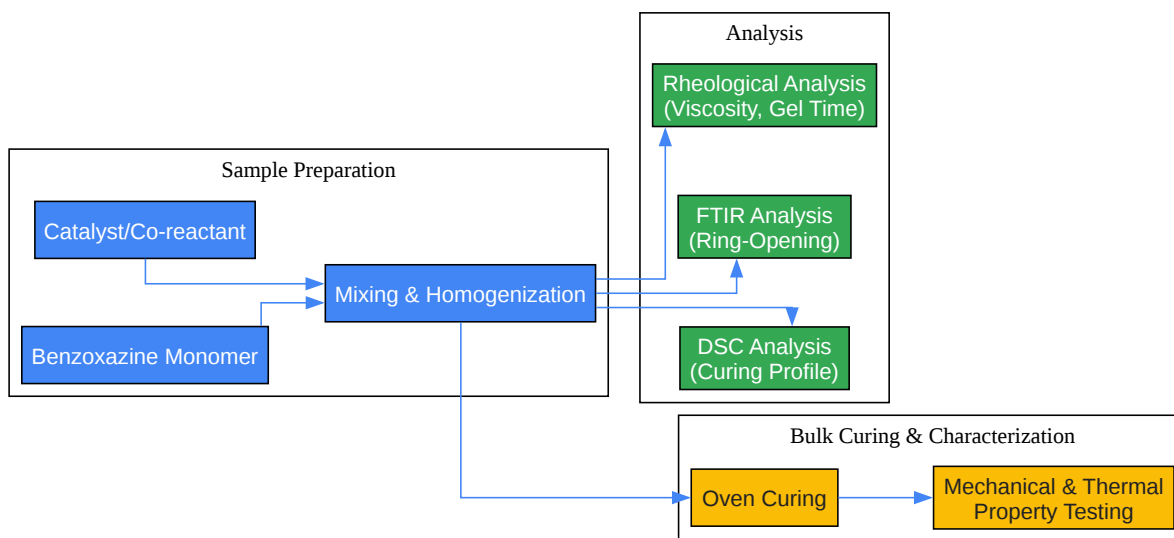 Sample Preparation
Catalyst/Co-reactant
Benzoxazine Monomer
Mixing & Homogenization
Analysis
Rheological Analysis
(Viscosity, Gel Time)
FTIR Analysis
(Ring-Opening)
DSC Analysis
(Curing Profile)
Bulk Curing & Characterization
Oven Curing
Mechanical & Thermal
Property Testing